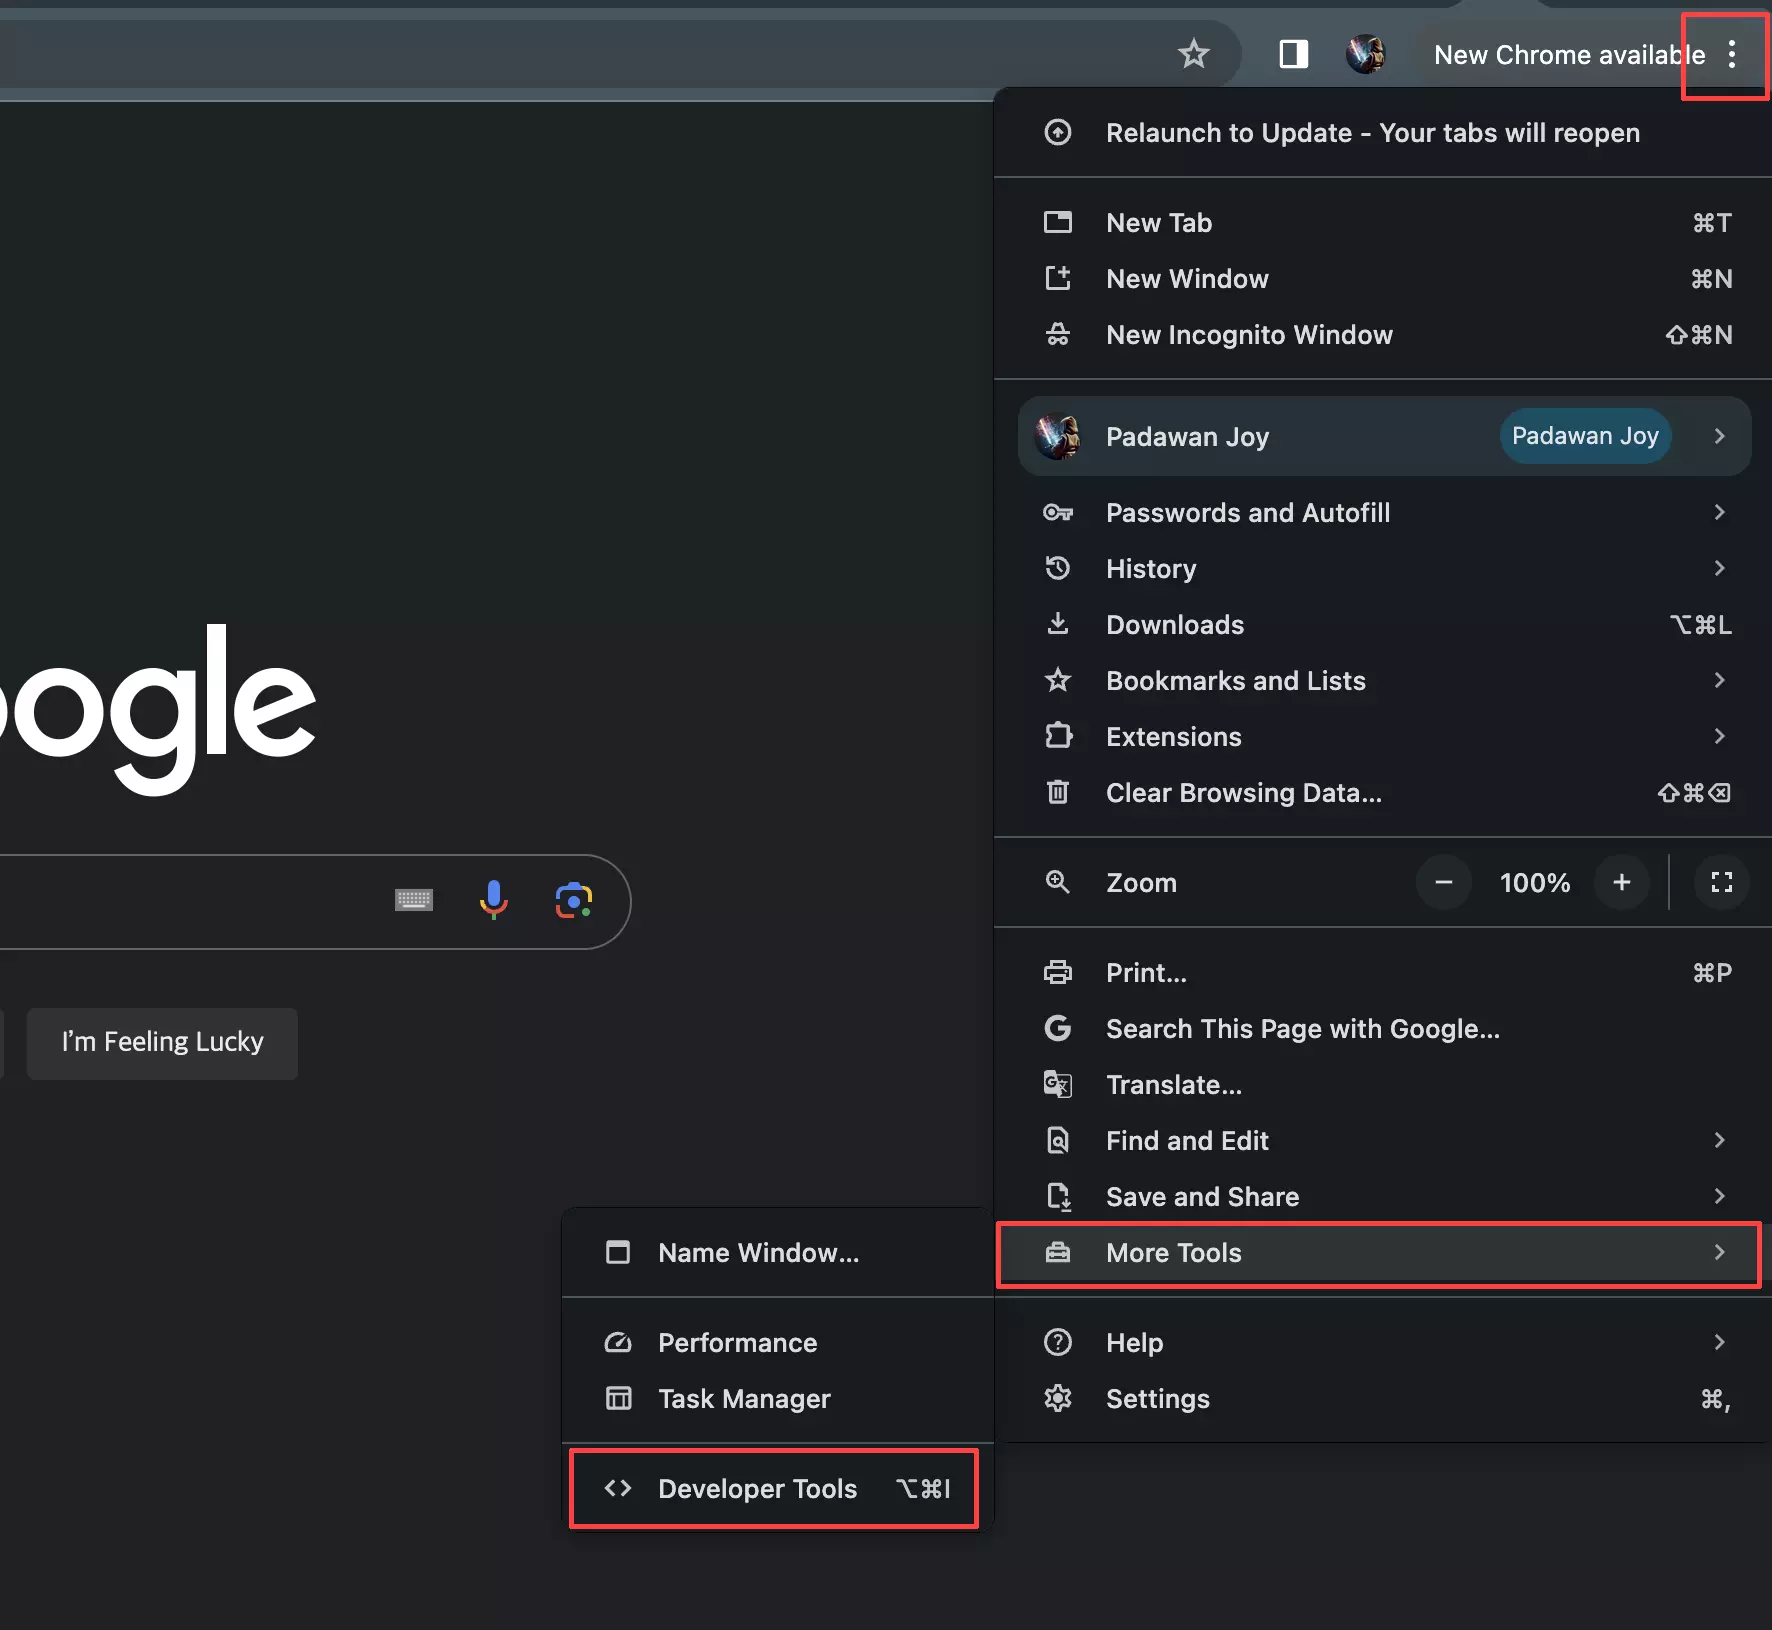 New Chrome available
Relaunch to Update - Your tabs will reopen
New Tab ⌘T
New Window ⌘N
New Incognito Window ⇧⌘N
Padawan Joy Padawan Joy
Passwords and Autofill
History
Downloads ⌥⌘L
Bookmarks and Lists
Extensions
Clear Browsing Data... ⇧⌘⌫
Zoom − 100% +
Print... ⌘P
Search This Page with Google...
Translate...
Find and Edit
Save and Share
More Tools
Help
Settings ⌘,
oogle
I'm Feeling Lucky
Name Window...
Performance
Task Manager
Developer Tools ⌥⌘I